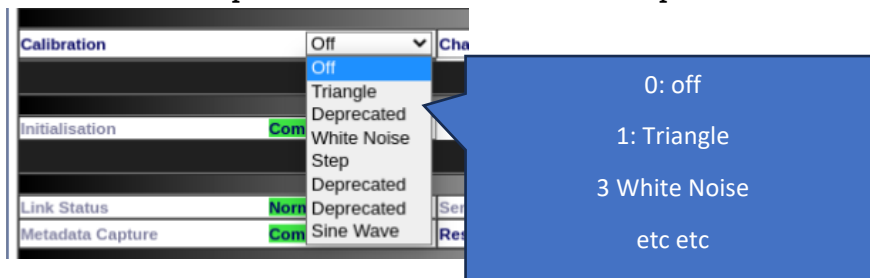 Calibration Off Cha
Off
Triangle
Deprecated
Initialisation Com White Noise
Step
Deprecated
Link Status Norm Deprecated Ser
Metadata Capture Com Sine Wave Res
0: off
1: Triangle
3 White Noise
etc etc